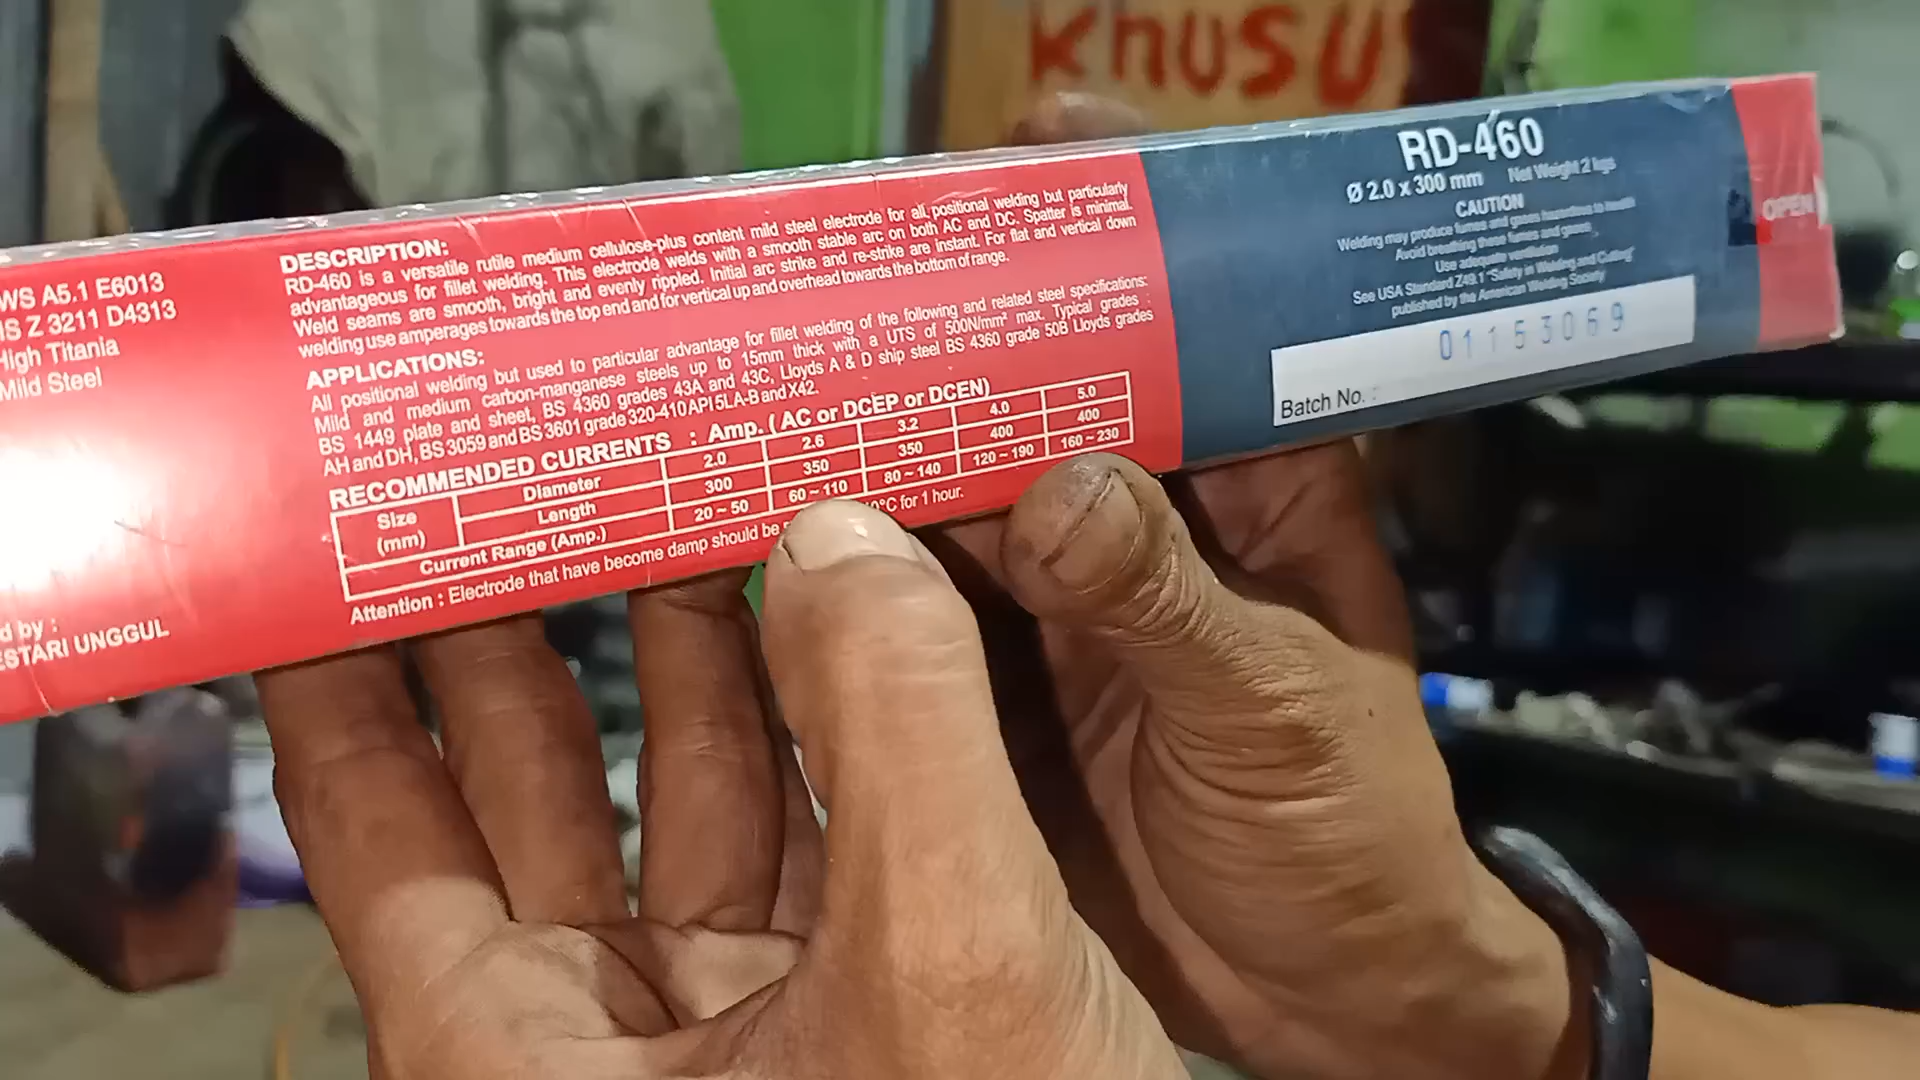 KHUSU
WS A5.1 E6013
IS Z 3211 D4313
High Titania
Mild Steel
d by :
ESTARI UNGGUL
DESCRIPTION:
RD-460 is a versatile rutile medium cellulose-plus content mild steel electrode for all positional welding but particularly
advantageous for fillet welding. This electrode welds with a smooth stable arc on both AC and DC. Spatter is minimal.
Weld seams are smooth, bright and evenly rippled. Initial arc strike and re-strike are instant. For flat and vertical down
welding use amperages towards the top end and for vertical up and overhead towards the bottom of range.
APPLICATIONS:
All positional welding but used to particular advantage for fillet welding of the following and related steel specifications:
Mild and medium carbon-manganese steels up to 15mm thick with a UTS of 500N/mm² max. Typical grades :
BS 1449 plate and sheet, BS 4360 grades 43A and 43C, Lloyds A & D ship steel BS 4360 grade 50B Lloyds grades
AH and DH, BS 3059 and BS 3601 grade 320-410 API 5LA-B and X42.
RECOMMENDED CURRENTS : Amp. ( AC or DCEP or DCEN)
Size (mm) Diameter 2.0 2.6 3.2 4.0 5.0
Length 300 350 350 400 400
Current Range (Amp.) 20 ~ 50 60 ~ 110 80 ~ 140 120 ~ 190 160 ~ 230
Attention : Electrode that have become damp should be 0°C for 1 hour.
RD-460
Ø 2.0 x 300 mm Net Weight 2 kgs
CAUTION
Welding may produce fumes and gases hazardous to health
Avoid breathing these fumes and gases
Use adequate ventilation
See USA Standard Z49.1 "Safety in Welding and Cutting"
published by the American Welding Society
01153069
Batch No. :
OPEN